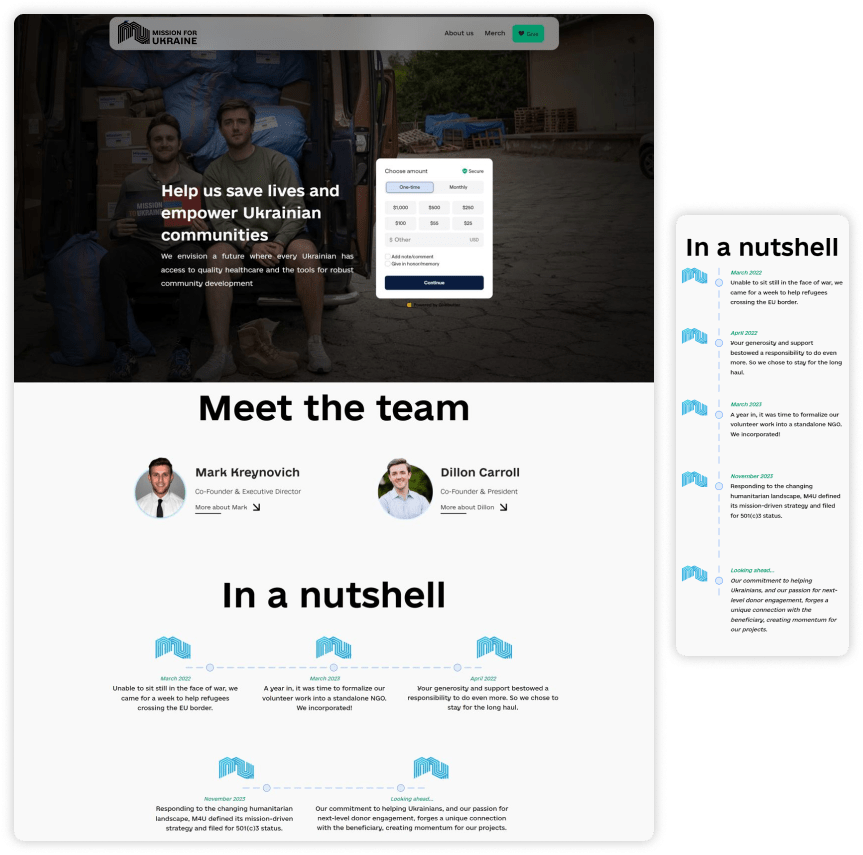 MISSION FOR
UKRAINE
About us
Merch
Give
Help us save lives and
empower Ukrainian
communities
We envision a future where every Ukrainian has
access to quality healthcare and the tools for robust
community development
MISSION
Choose amount
Secure
One-time
Monthly
$1,000
$500
$250
$100
$55
$25
$ Other
USD
Add note/comment
Give in honor/memory
Continue
Meet the team
Mark Kreynovich
Co-Founder & Executive Director
More about Mark
Dillon Carroll
Co-Founder & President
More about Dillon
In a nutshell
March 2022
Unable to sit still in the face of war, we
came for a week to help refugees
crossing the EU border.
March 2023
A year in, it was time to formalize our
volunteer work into a standalone NGO.
We incorporated!
April 2022
Your generosity and support bestowed a
responsibility to do even more. So we chose to
stay for the long haul.
November 2023
Responding to the changing humanitarian
landscape, M4U defined its mission-driven
strategy and filed for 501(c)3 status.
Looking ahead...
Our commitment to helping Ukrainians, and our passion for
next-level donor engagement, forges a unique connection
with the beneficiary, creating momentum for our projects.
In a nutshell
March 2022
Unable to sit still in the face of war, we
came for a week to help refugees
crossing the EU border.
April 2022
Your generosity and support
bestowed a responsibility to do even
more. So we chose to stay for the long
haul.
March 2023
A year in, it was time to formalize our
volunteer work into a standalone NGO.
We incorporated!
November 2023
Responding to the changing
humanitarian landscape, M4U defined
its mission-driven strategy and filed
for 501(c)3 status.
Looking ahead...
Our commitment to helping
Ukrainians, and our passion for next-
level donor engagement, forges a
unique connection with the
beneficiary, creating momentum for
our projects.